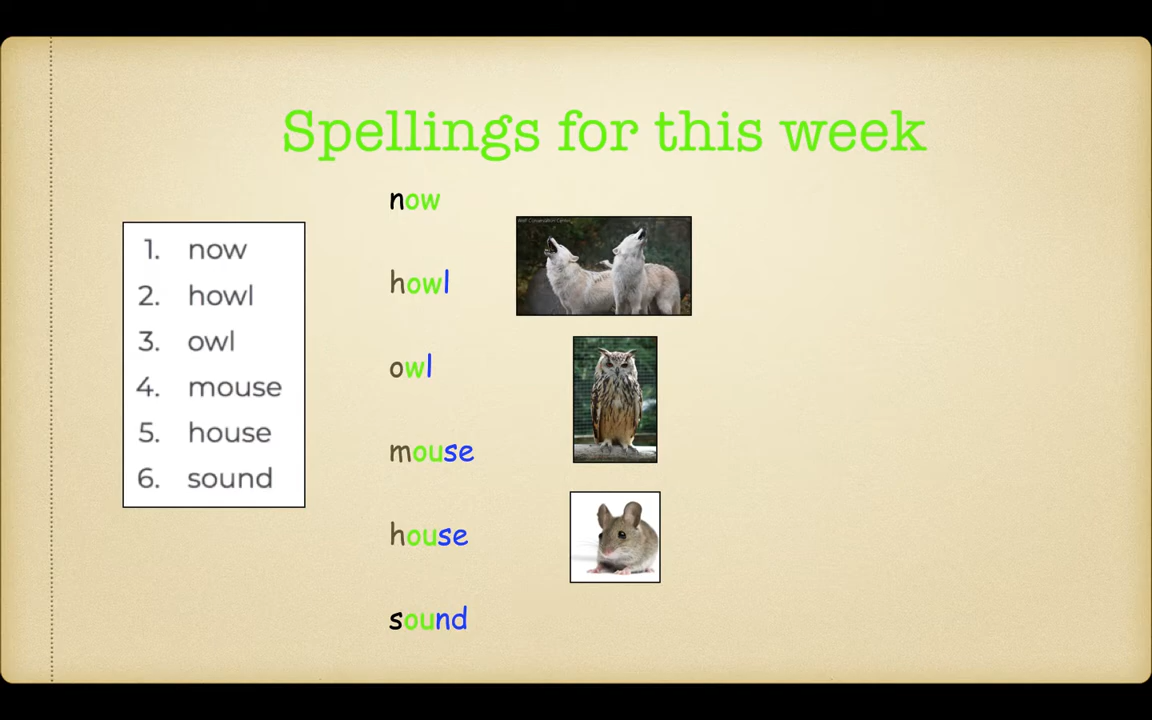 Spellings for this week
1. now
2. howl
3. owl
4. mouse
5. house
6. sound
now
howl
owl
mouse
house
sound